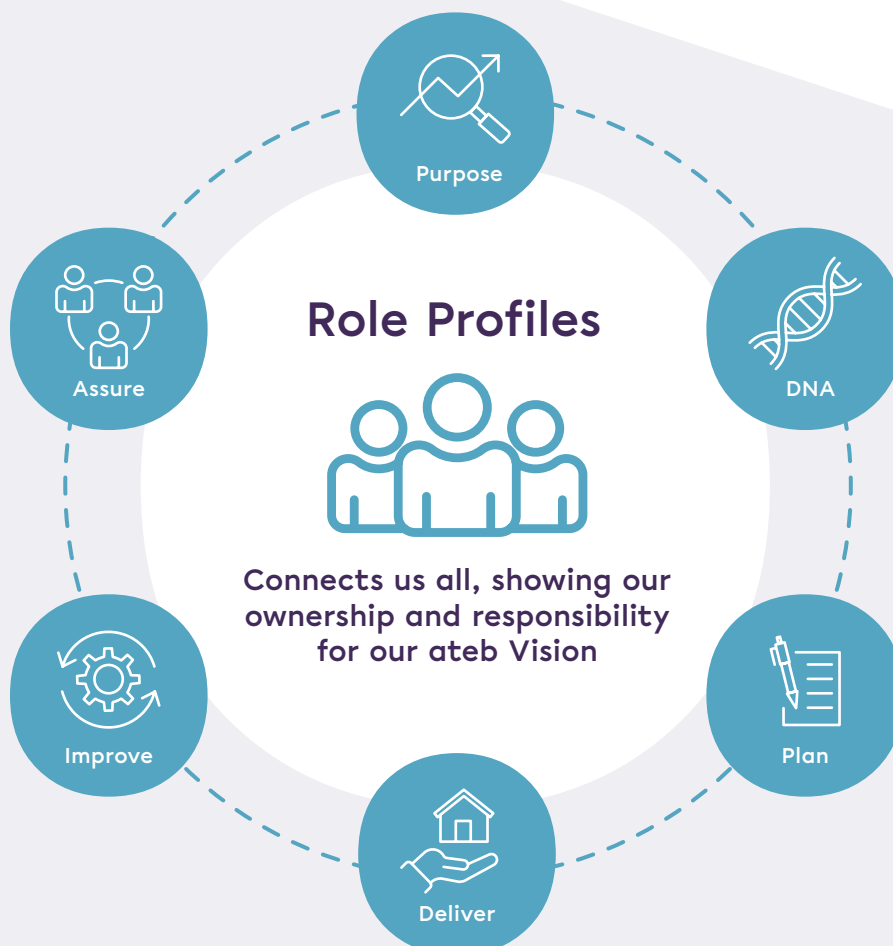 Purpose
Assure
DNA
Role Profiles
Connects us all, showing our
ownership and responsibility
for our ateb Vision
Improve
Plan
Deliver